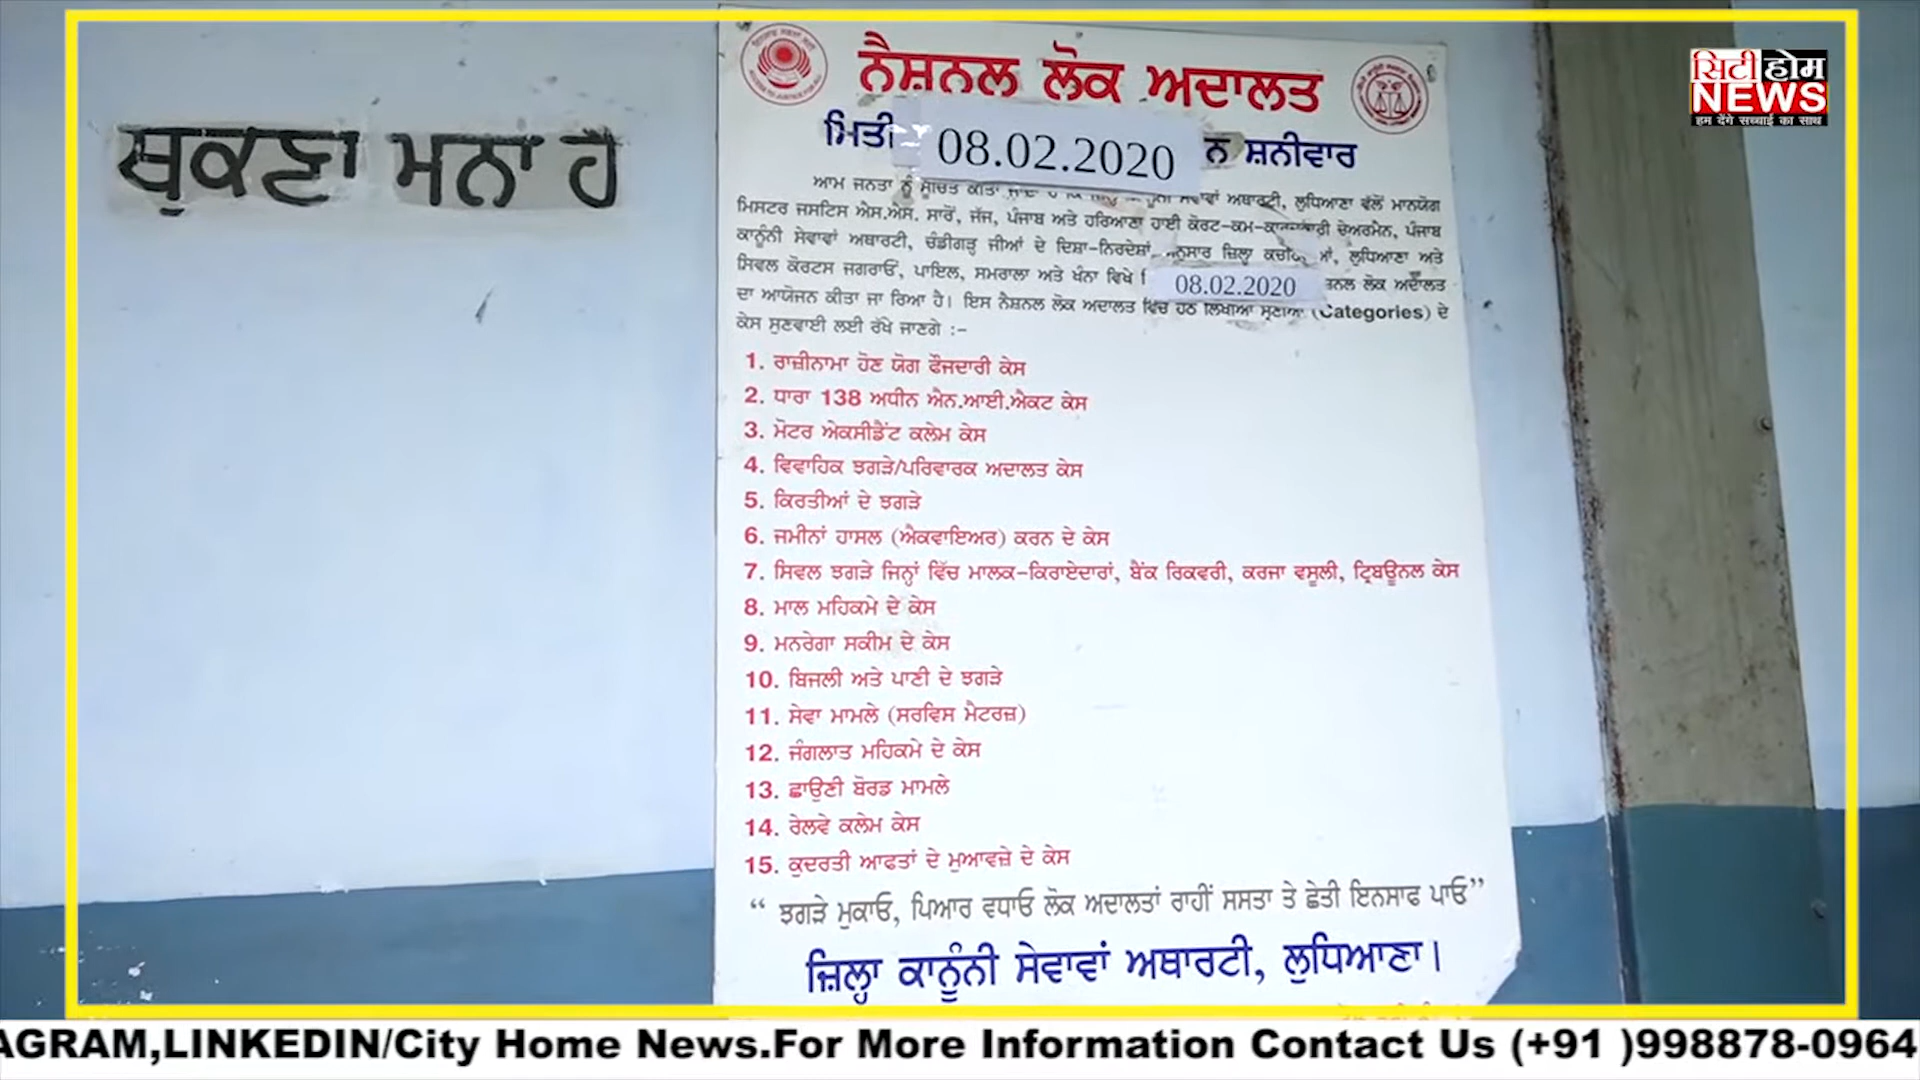 ਥੁਕਣਾ ਮਨਾ ਹੈ
ਨੈਸ਼ਨਲ ਲੋਕ ਅਦਾਲਤ
ਮਿਤੀ 08.02.2020 ਨ ਸ਼ਨੀਵਾਰ
ਆਮ ਜਨਤਾ ਨੂੰ ਸੂਚਿਤ ਕੀਤਾ ਜਾਂਦਾ ਹੈ ਕਿ ਸੇਵਾਵਾਂ ਅਥਾਰਟੀ, ਲੁਧਿਆਣਾ ਵੱਲੋਂ ਮਾਨਯੋਗ
ਮਿਸਟਰ ਜਸਟਿਸ ਐਸ.ਐਸ. ਸਾਰੋਂ, ਜੱਜ, ਪੰਜਾਬ ਅਤੇ ਹਰਿਆਣਾ ਹਾਈ ਕੋਰਟ-ਕਮ-ਕਾਰਜਕਾਰੀ ਚੇਅਰਮੈਨ, ਪੰਜਾਬ
ਕਾਨੂੰਨੀ ਸੇਵਾਵਾਂ ਅਥਾਰਟੀ, ਚੰਡੀਗੜ੍ਹ ਜੀਆਂ ਦੇ ਦਿਸ਼ਾ-ਨਿਰਦੇਸ਼ਾਂ ਅਨੁਸਾਰ ਜ਼ਿਲ੍ਹਾ ਲੁਧਿਆਣਾ ਅਤੇ
ਸਿਵਲ ਕੋਰਟਸ ਜਗਰਾਓਂ, ਪਾਇਲ, ਸਮਰਾਲਾ ਅਤੇ ਖੰਨਾ ਵਿਖੇ 08.02.2020 ਲੋਕ ਅਦਾਲਤ
ਦਾ ਆਯੋਜਨ ਕੀਤਾ ਜਾ ਰਿਆ ਹੈ। ਇਸ ਨੈਸ਼ਨਲ ਲੋਕ ਅਦਾਲਤ ਵਿੱਚ ਹੇਠ ਲਿਖੀਆਂ ਸ੍ਰੇਣੀਆਂ (Categories) ਦੇ
ਕੇਸ ਸੁਣਵਾਈ ਲਈ ਰੱਖੇ ਜਾਣਗੇ :-
1. ਰਾਜ਼ੀਨਾਮਾ ਹੋਣ ਯੋਗ ਫੌਜਦਾਰੀ ਕੇਸ
2. ਧਾਰਾ 138 ਅਧੀਨ ਐਨ.ਆਈ.ਐਕਟ ਕੇਸ
3. ਮੋਟਰ ਐਕਸੀਡੈਂਟ ਕਲੇਮ ਕੇਸ
4. ਵਿਵਾਹਿਕ ਝਗੜੇ/ਪਰਿਵਾਰਕ ਅਦਾਲਤ ਕੇਸ
5. ਕਿਰਤੀਆਂ ਦੇ ਝਗੜੇ
6. ਜਮੀਨਾਂ ਹਾਸਲ (ਐਕਵਾਇਅਰ) ਕਰਨ ਦੇ ਕੇਸ
7. ਸਿਵਲ ਝਗੜੇ ਜਿਨ੍ਹਾਂ ਵਿੱਚ ਮਾਲਕ-ਕਿਰਾਏਦਾਰਾਂ, ਬੈਂਕ ਰਿਕਵਰੀ, ਕਰਜਾ ਵਸੂਲੀ, ਟ੍ਰਿਬਊਨਲ ਕੇਸ
8. ਮਾਲ ਮਹਿਕਮੇ ਦੇ ਕੇਸ
9. ਮਨਰੇਗਾ ਸਕੀਮ ਦੇ ਕੇਸ
10. ਬਿਜਲੀ ਅਤੇ ਪਾਣੀ ਦੇ ਝਗੜੇ
11. ਸੇਵਾ ਮਾਮਲੇ (ਸਰਵਿਸ ਮੈਟਰਜ਼)
12. ਜੰਗਲਾਤ ਮਹਿਕਮੇ ਦੇ ਕੇਸ
13. ਛਾਉਣੀ ਬੋਰਡ ਮਾਮਲੇ
14. ਰੇਲਵੇ ਕਲੇਮ ਕੇਸ
15. ਕੁਦਰਤੀ ਆਫਤਾਂ ਦੇ ਮੁਆਵਜ਼ੇ ਦੇ ਕੇਸ
“ ਝਗੜੇ ਮੁਕਾਓ, ਪਿਆਰ ਵਧਾਓ ਲੋਕ ਅਦਾਲਤਾਂ ਰਾਹੀਂ ਸਸਤਾ ਤੇ ਛੇਤੀ ਇਨਸਾਫ ਪਾਓ”
ਜ਼ਿਲ੍ਹਾ ਕਾਨੂੰਨੀ ਸੇਵਾਵਾਂ ਅਥਾਰਟੀ, ਲੁਧਿਆਣਾ।
सिटी होम
NEWS
हम देंगे सच्चाई का साथ
AGRAM,LINKEDIN/City Home News.For More Information Contact Us (+91 )998878-0964